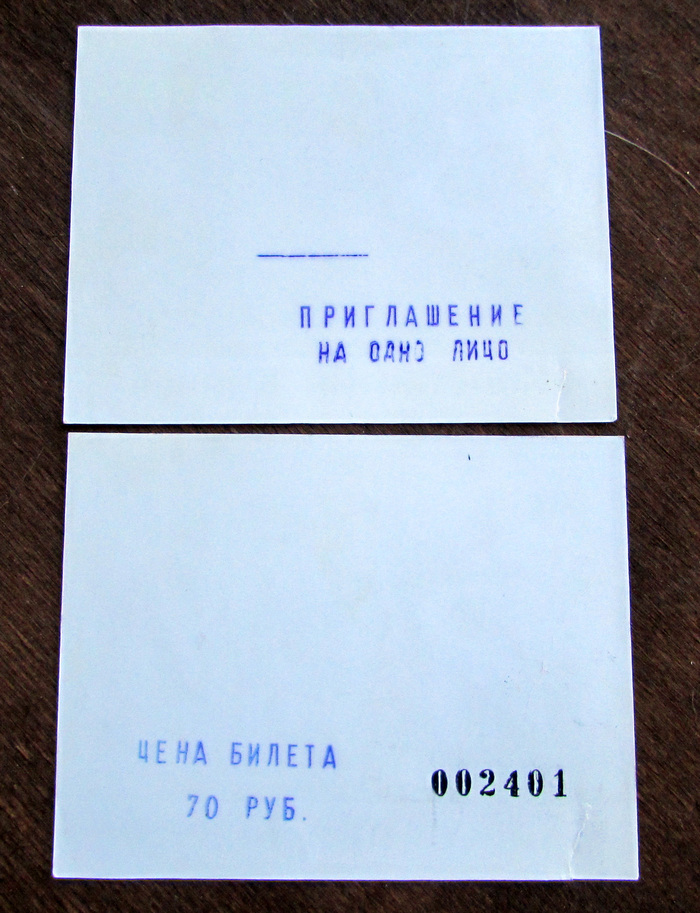 ПРИГЛАШЕНИЕ
НА ОДНО ЛИЦО
ЦЕНА БИЛЕТА
70 РУБ.
002401